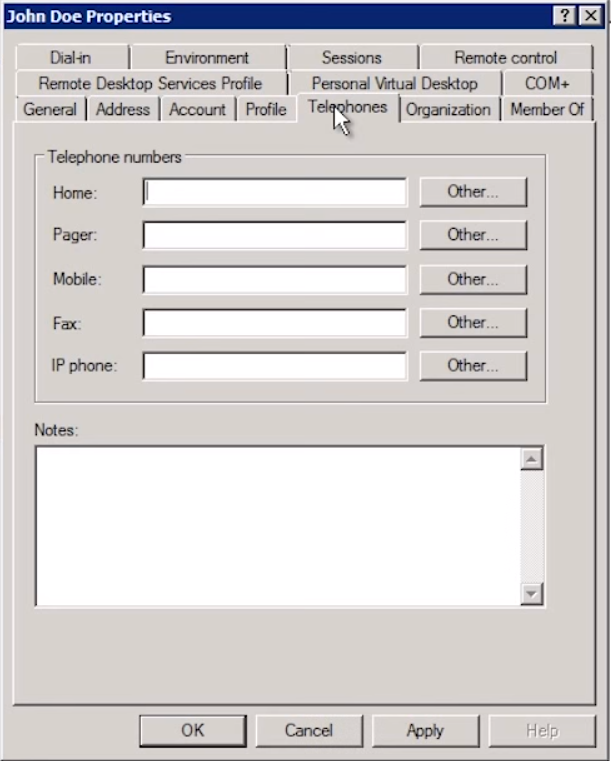 John Doe Properties
Dial-in Environment Sessions Remote control
Remote Desktop Services Profile Personal Virtual Desktop COM+
General Address Account Profile Telephones Organization Member Of
Telephone numbers
Home: Other...
Pager: Other...
Mobile: Other...
Fax: Other...
IP phone: Other...
Notes:
OK Cancel Apply Help